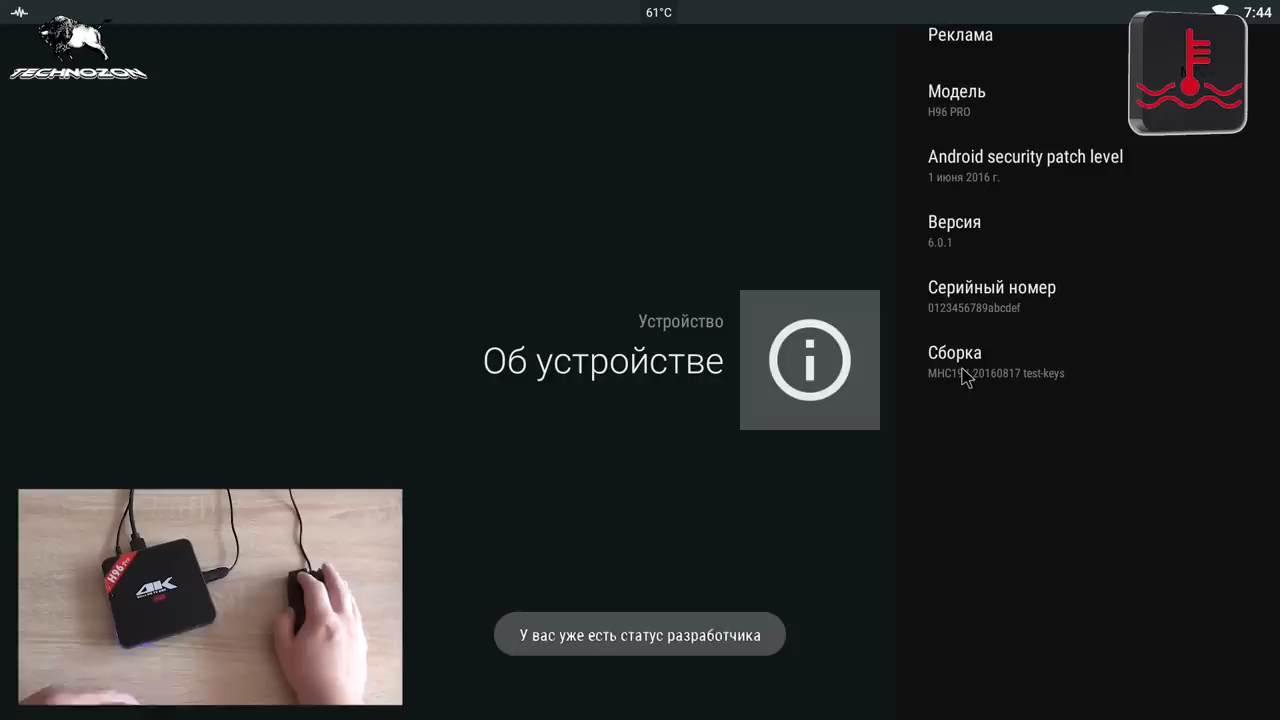 61°C
7:44
TECHNOZON
Реклама
Модель
H96 PRO
Android security patch level
1 июня 2016 г.
Версия
6.0.1
Серийный номер
0123456789abcdef
Сборка
20160817 test-keys
Устройство
Об устройстве
H96 Pro
4K
У вас уже есть статус разработчика